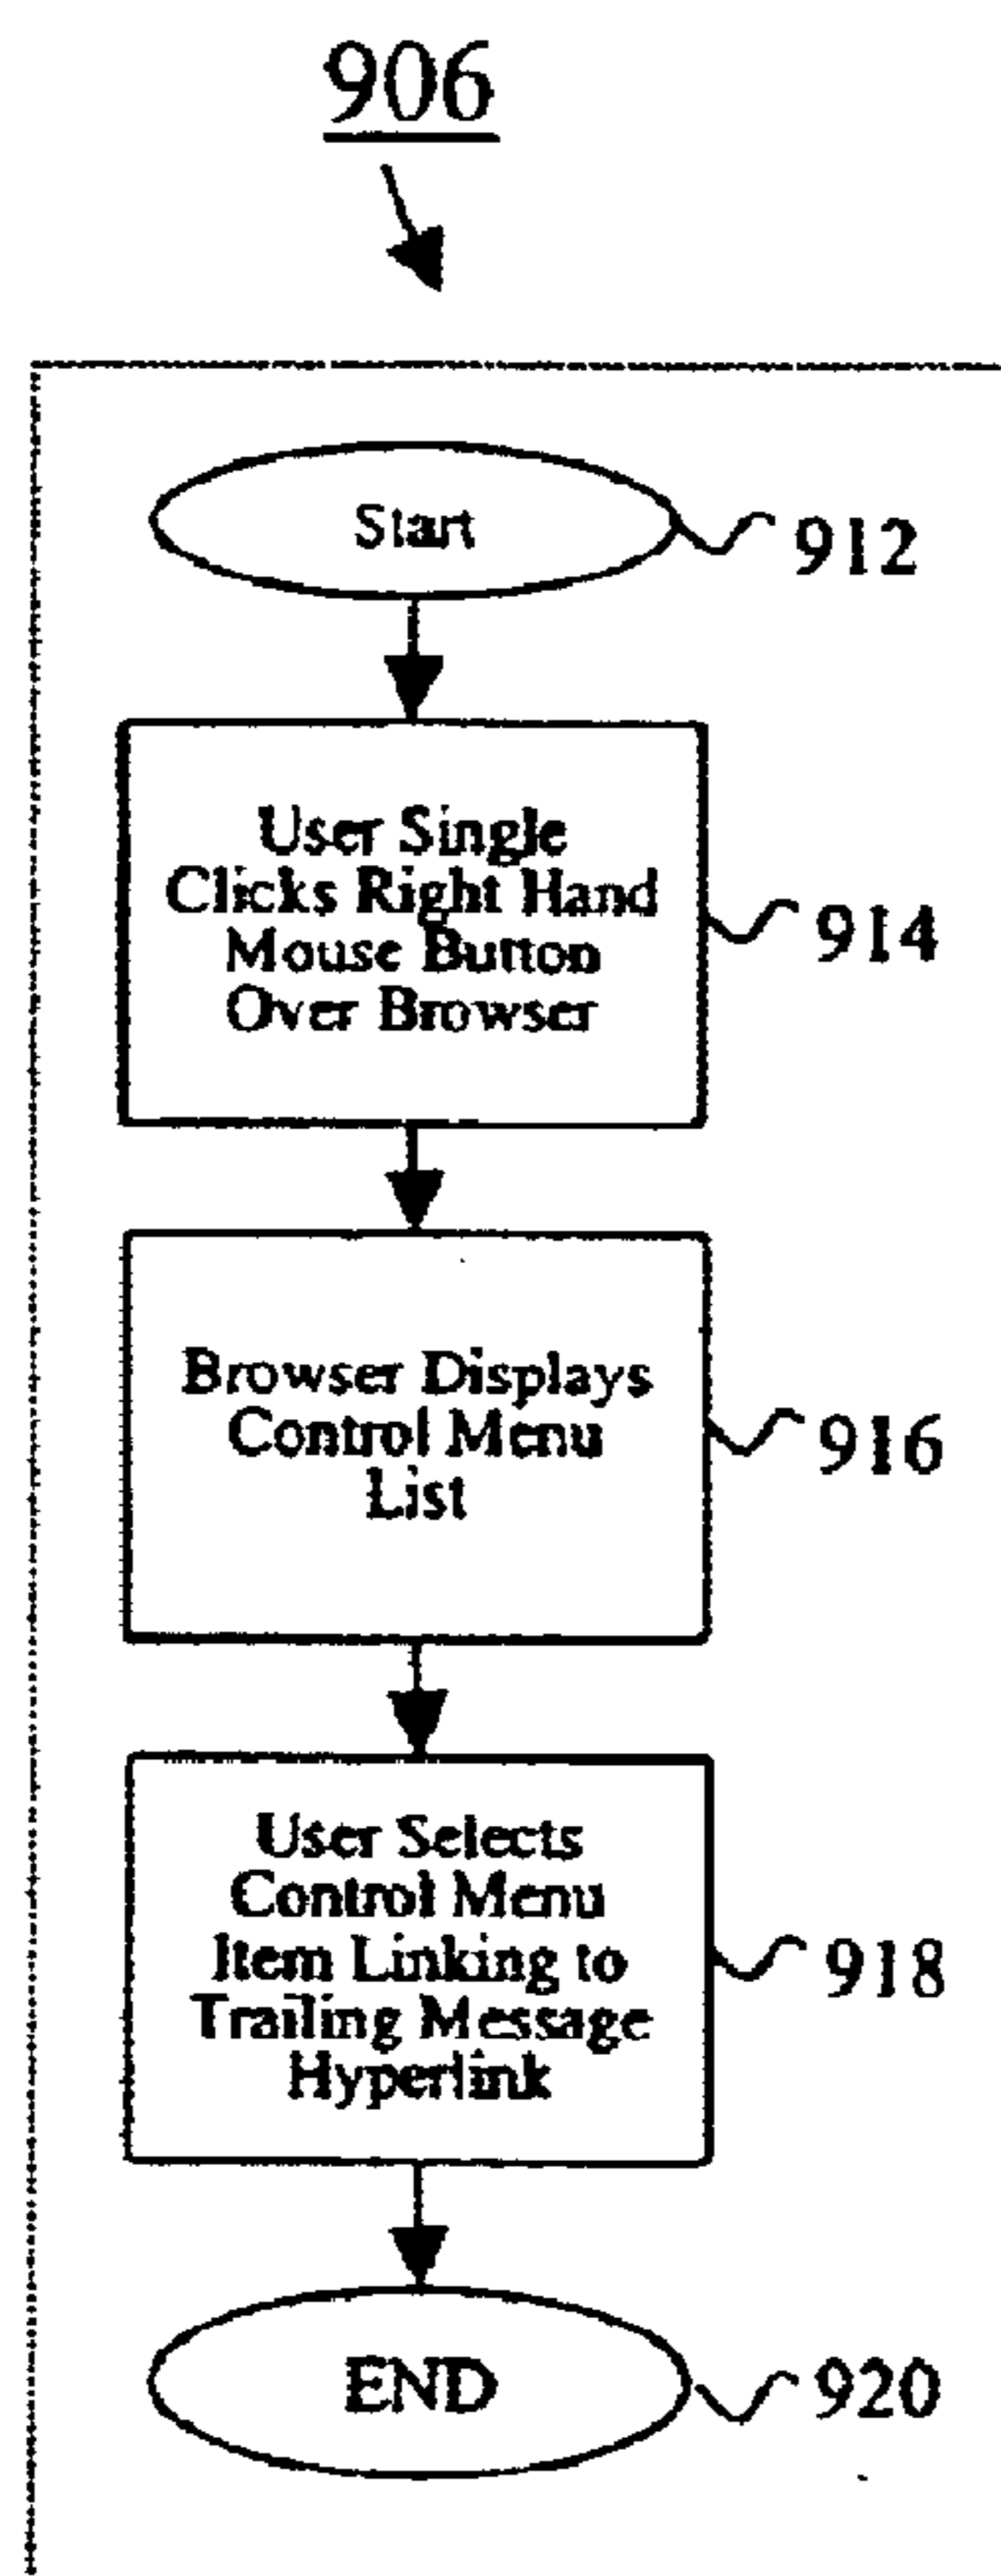 906
Start
912
User Single
Clicks Right Hand
Mouse Button
Over Browser
914
Browser Displays
Control Menu
List
916
User Selects
Control Menu
Item Linking to
Trailing Message
Hyperlink
918
END
920